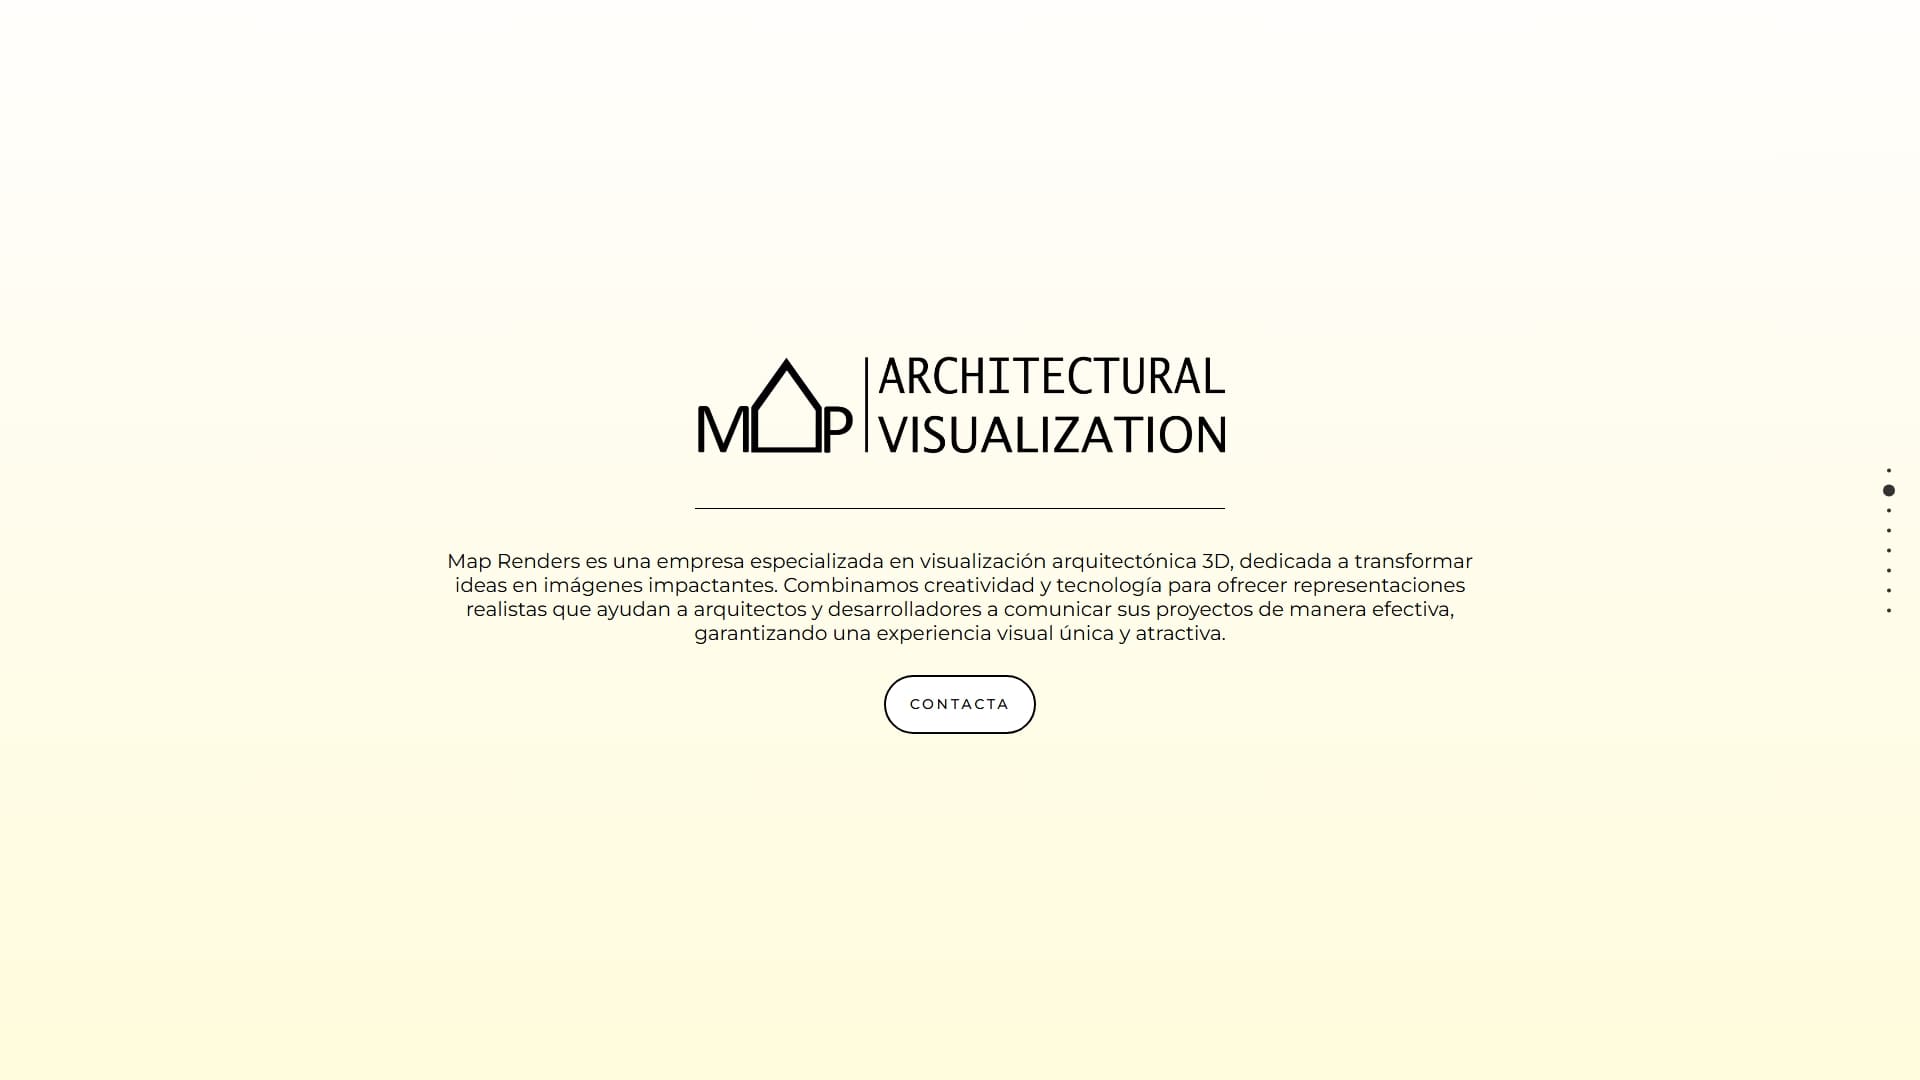 MAP ARCHITECTURAL
VISUALIZATION
Map Renders es una empresa especializada en visualización arquitectónica 3D, dedicada a transformar
ideas en imágenes impactantes. Combinamos creatividad y tecnología para ofrecer representaciones
realistas que ayudan a arquitectos y desarrolladores a comunicar sus proyectos de manera efectiva,
garantizando una experiencia visual única y atractiva.
CONTACTA